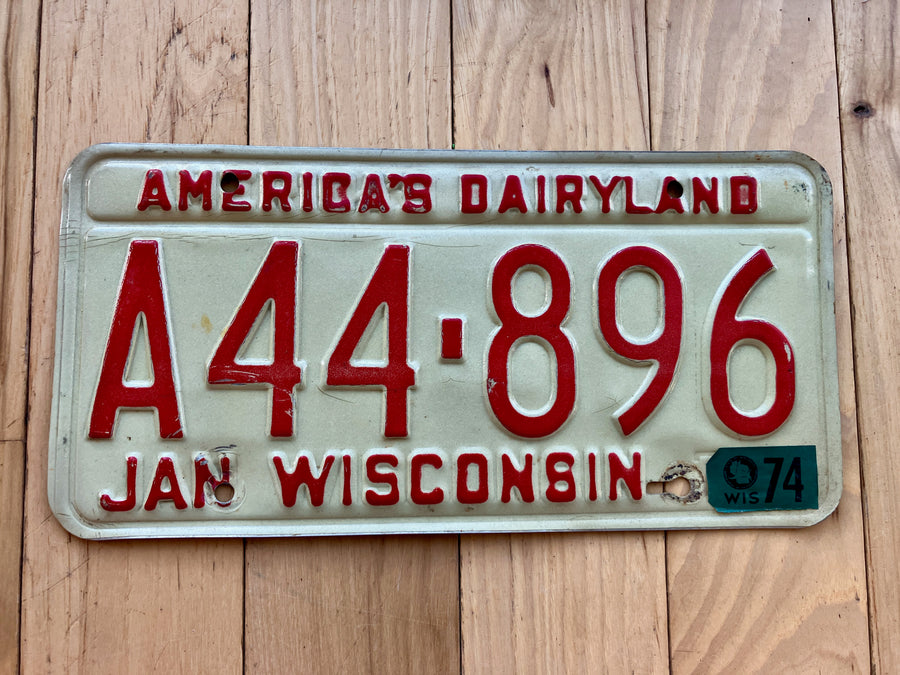 AMERICA'S DAIRYLAND
A44-896
JAN WISCONSIN
WIS 74